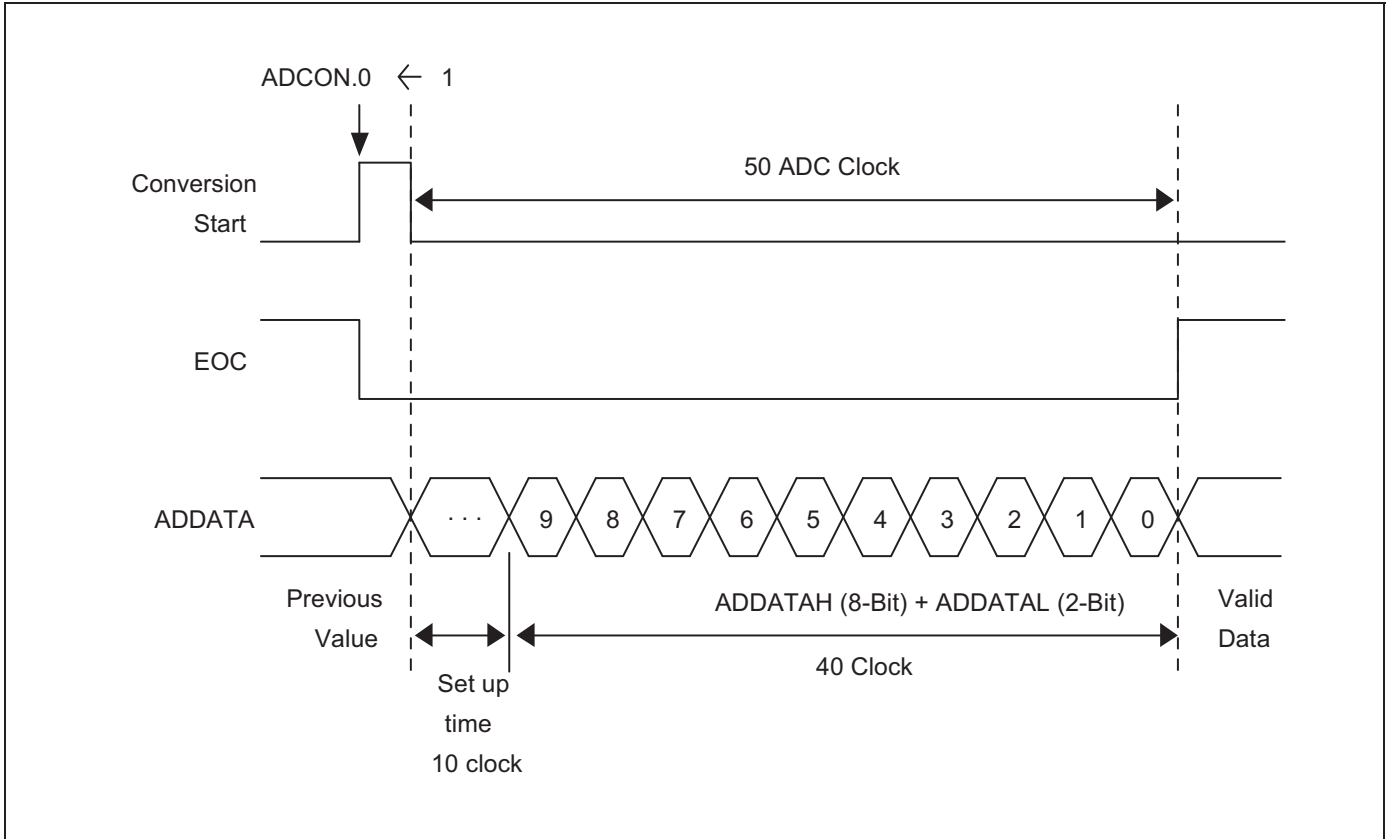 ADCON.0 ← 1
Conversion
Start
50 ADC Clock
EOC
ADDATA
· · · 9 8 7 6 5 4 3 2 1 0
Previous
Value
ADDATAH (8-Bit) + ADDATAL (2-Bit)
Valid
Data
40 Clock
Set up
time
10 clock